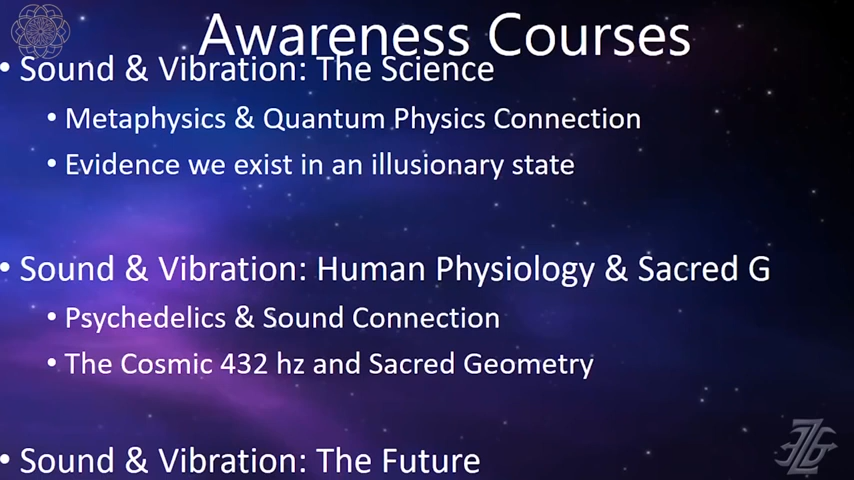 Awareness Courses
• Sound & Vibration: The Science
• Metaphysics & Quantum Physics Connection
• Evidence we exist in an illusionary state
• Sound & Vibration: Human Physiology & Sacred G
• Psychedelics & Sound Connection
• The Cosmic 432 hz and Sacred Geometry
• Sound & Vibration: The Future